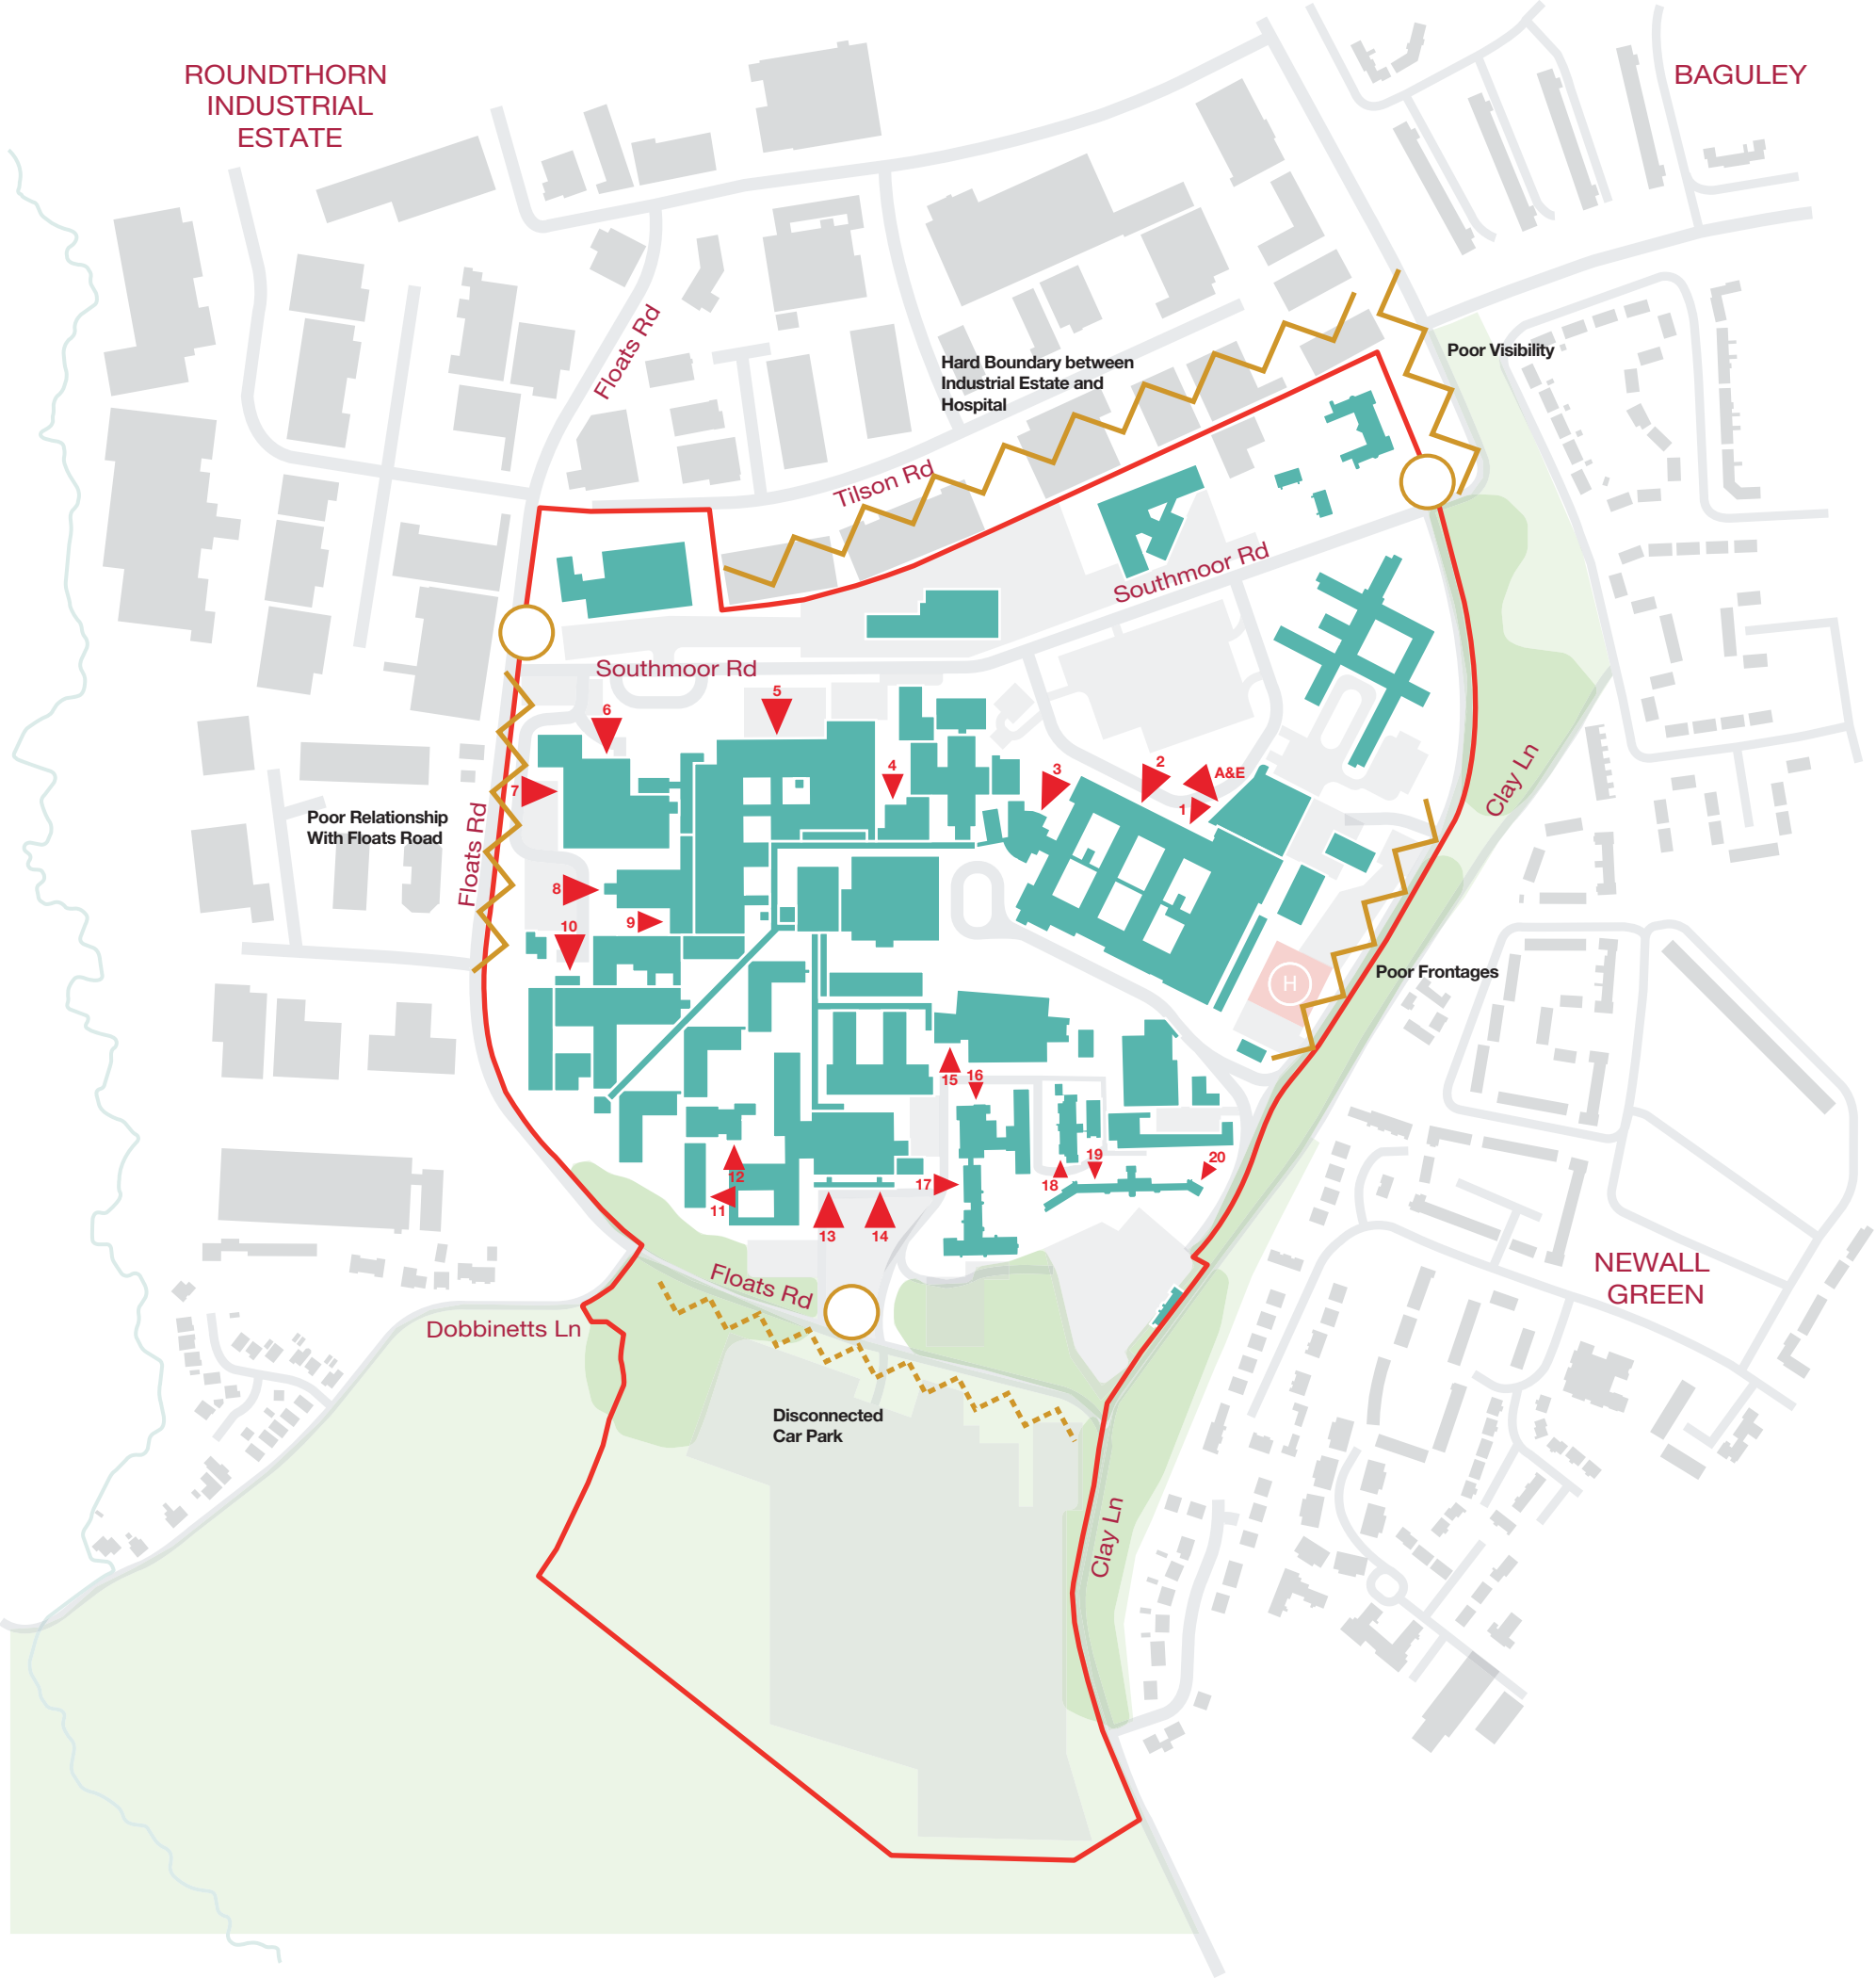 ROUNDTHORN
INDUSTRIAL
ESTATE
BAGULEY
Floats Rd
Hard Boundary between
Industrial Estate and
Hospital
Poor Visibility
Tilson Rd
Southmoor Rd
Southmoor Rd
5
6
4
3
2
A&E
1
7
Clay Ln
Poor Relationship
With Floats Road
Floats Rd
8
9
10
Poor Frontages
H
15
16
12
11
17
18
19
20
13
14
Floats Rd
NEWALL
GREEN
Dobbinetts Ln
Disconnected
Car Park
Clay Ln